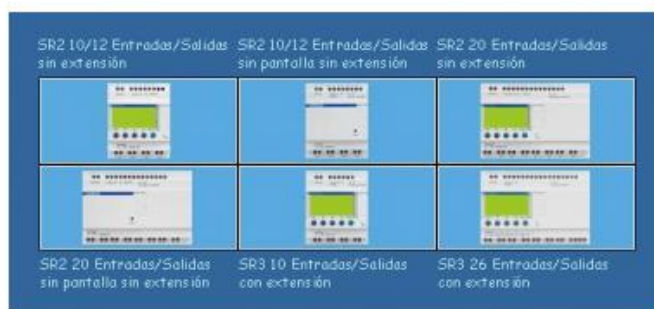 SR2 10/12 Entradas/Salidas
sin extensión
SR2 10/12 Entradas/Salidas
sin pantalla sin extensión
SR2 20 Entradas/Salidas
sin extensión
SR2 20 Entradas/Salidas
sin pantalla sin extensión
SR3 10 Entradas/Salidas
con extensión
SR3 26 Entradas/Salidas
con extensión